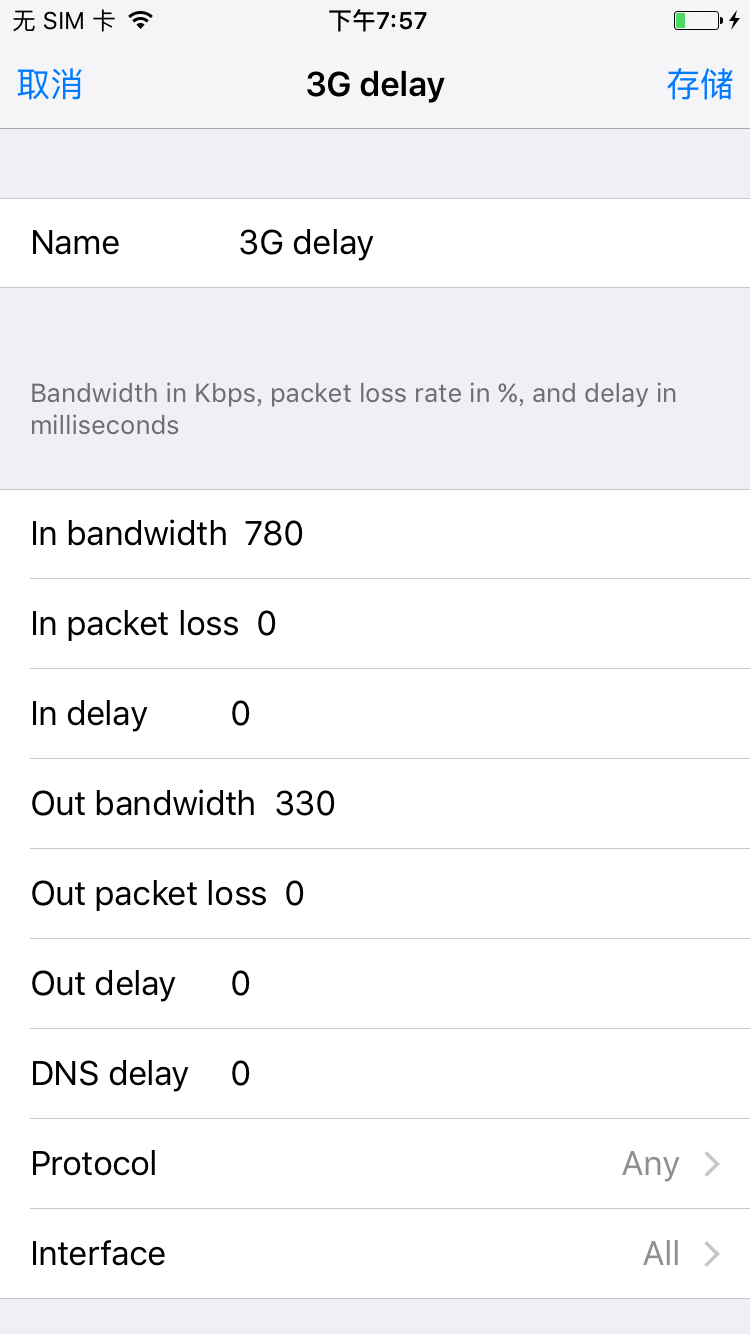 无 SIM 卡 下午7:57
取消 3G delay 存储
Name 3G delay
Bandwidth in Kbps, packet loss rate in %, and delay in
milliseconds
In bandwidth 780
In packet loss 0
In delay 0
Out bandwidth 330
Out packet loss 0
Out delay 0
DNS delay 0
Protocol Any
Interface All